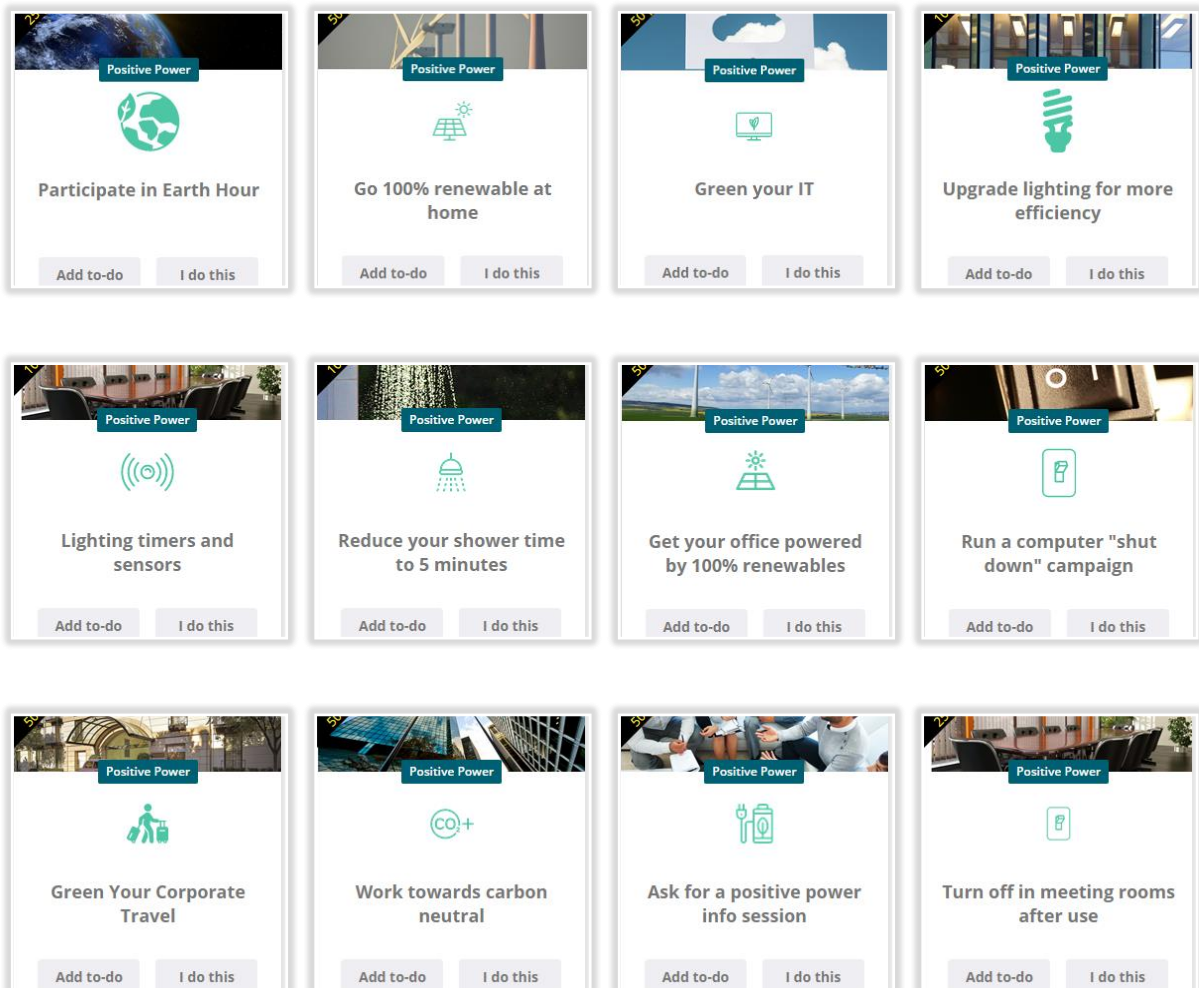 Positive Power
Participate in Earth Hour
Add to-do I do this
Positive Power
Go 100% renewable at
home
Add to-do I do this
Positive Power
Green your IT
Add to-do I do this
Positive Power
Upgrade lighting for more
efficiency
Add to-do I do this
Positive Power
Lighting timers and
sensors
Add to-do I do this
Positive Power
Reduce your shower time
to 5 minutes
Add to-do I do this
Positive Power
Get your office powered
by 100% renewables
Add to-do I do this
Positive Power
Run a computer "shut
down" campaign
Add to-do I do this
Positive Power
Green Your Corporate
Travel
Add to-do I do this
Positive Power
CO2+
Work towards carbon
neutral
Add to-do I do this
Positive Power
Ask for a positive power
info session
Add to-do I do this
Positive Power
Turn off in meeting rooms
after use
Add to-do I do this